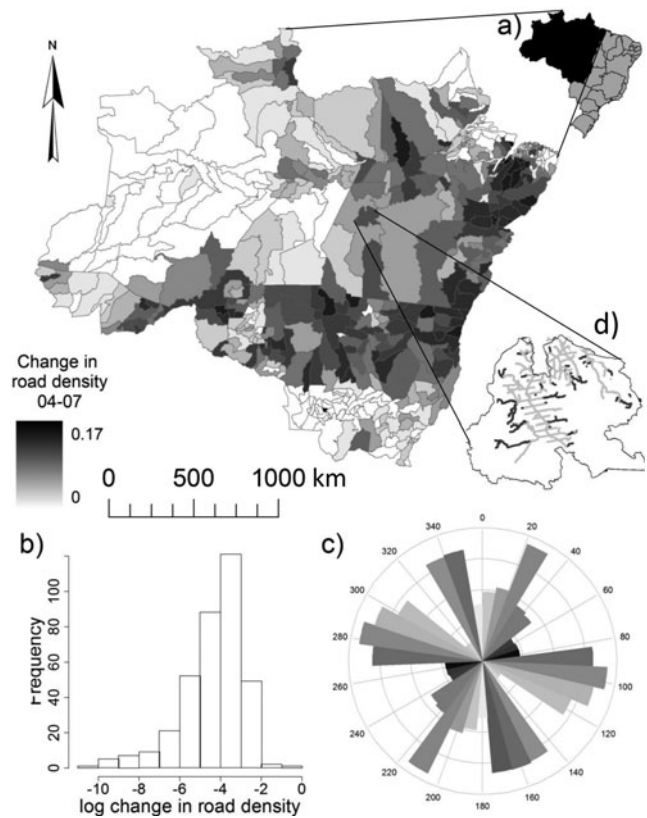 a)
N
d)
Change in
road density
04-07
0.17
0
0 500 1000 km
b)
Frequency
0 20 40 60 80 100
-10 -8 -6 -4 -2 0
log change in road density
c)
0
20
40
60
80
100
120
140
160
180
200
220
240
260
280
300
320
340